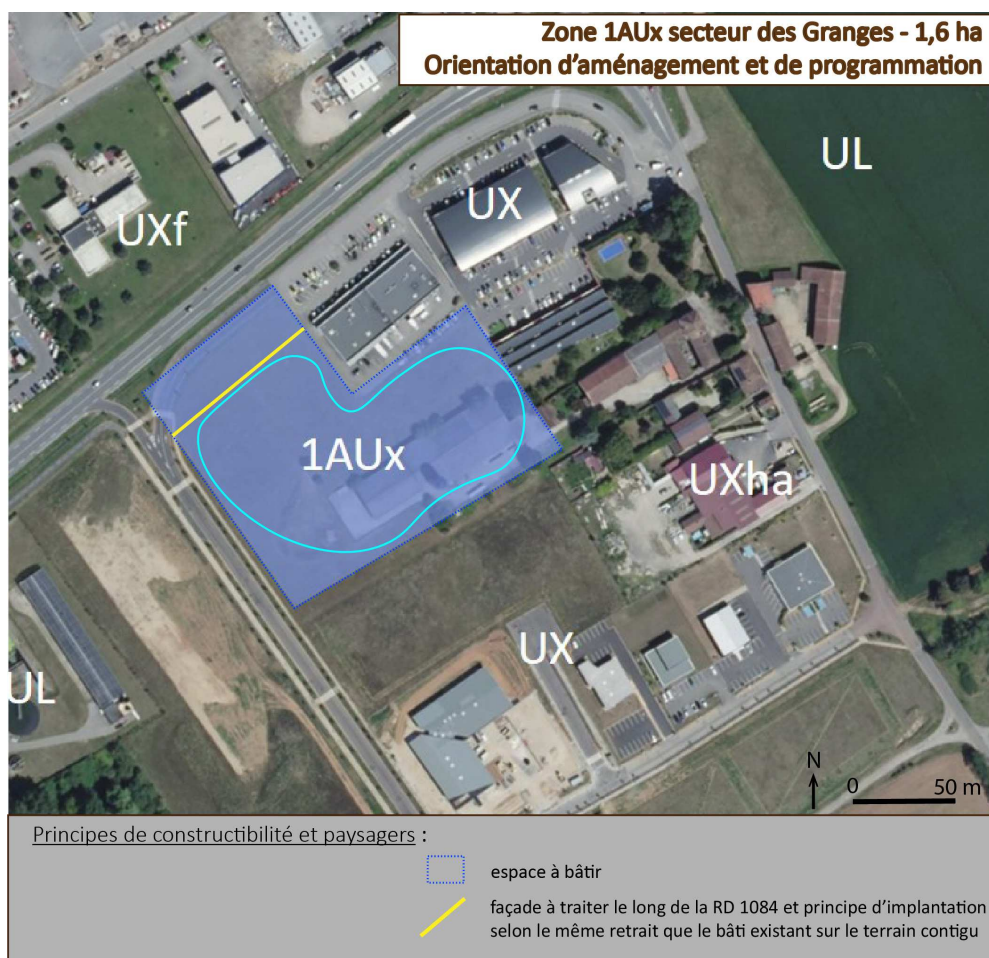 Zone 1AUx secteur des Granges - 1,6 ha
Orientation d'aménagement et de programmation
UL
UX
UXf
1AUx
UXha
UX
UL
N
0 50 m
Principes de constructibilité et paysagers :
espace à bâtir
façade à traiter le long de la RD 1084 et principe d'implantation
selon le même retrait que le bâti existant sur le terrain contigu